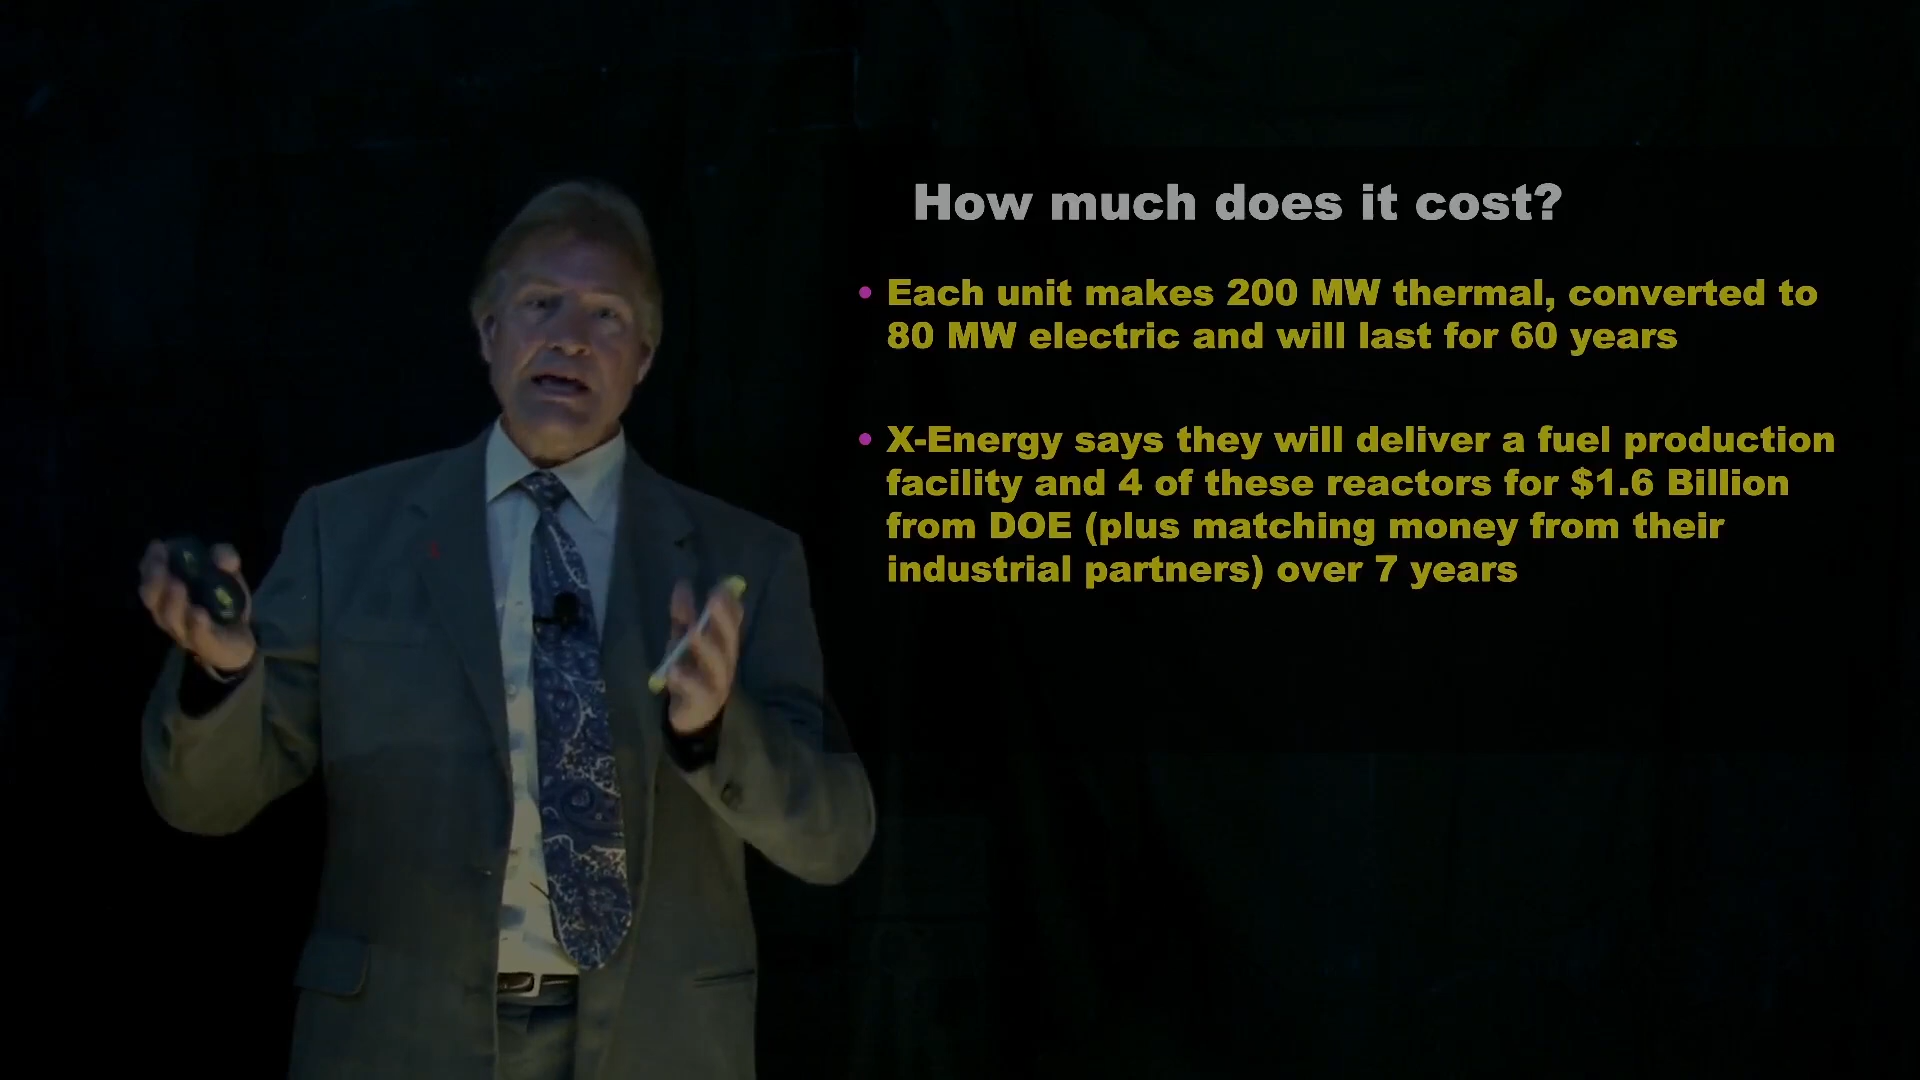 How much does it cost?
• Each unit makes 200 MW thermal, converted to
80 MW electric and will last for 60 years
• X-Energy says they will deliver a fuel production
facility and 4 of these reactors for $1.6 Billion
from DOE (plus matching money from their
industrial partners) over 7 years